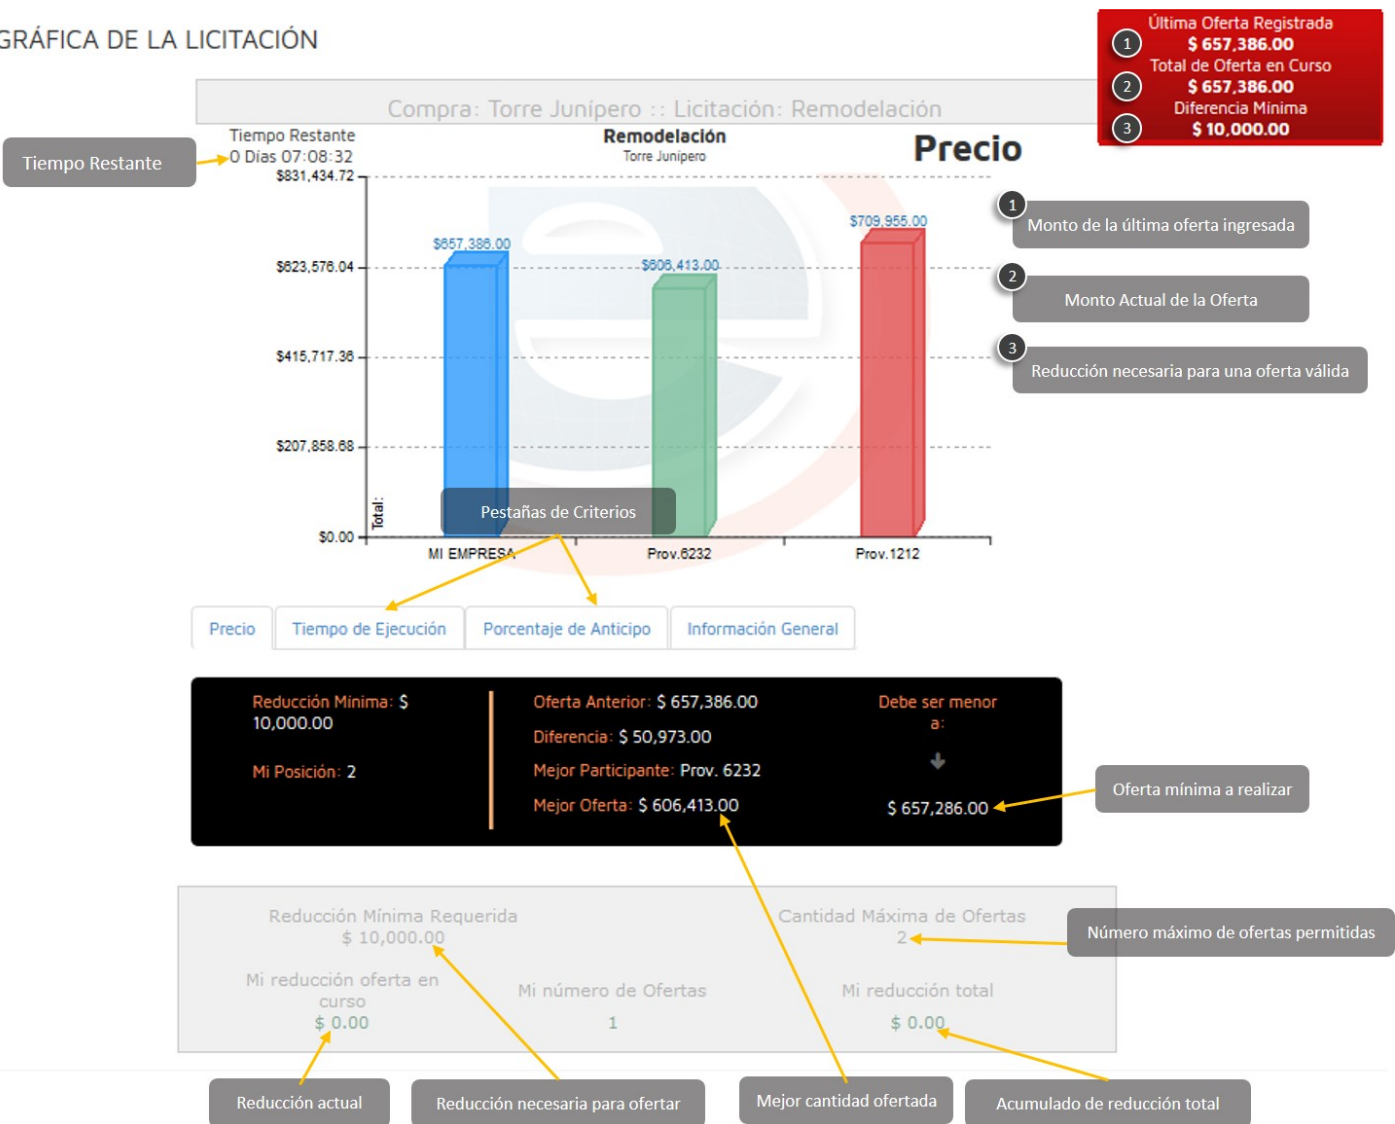 GRÁFICA DE LA LICITACIÓN
Última Oferta Registrada
1
$ 657,386.00
Total de Oferta en Curso
2
$ 657,386.00
Diferencia Mínima
3
$ 10,000.00
Compra: Torre Junípero :: Licitación: Remodelación
Tiempo Restante
Tiempo Restante
0 Días 07:08:32
Remodelación
Torre Junípero
Precio
$831,434.72
$623,576.04
$415,717.36
$207,858.68
$0.00
Total:
$657,386.00
$606,413.00
$709,955.00
MI EMPRESA
Prov.6232
Prov.1212
1
Monto de la última oferta ingresada
2
Monto Actual de la Oferta
3
Reducción necesaria para una oferta válida
Pestañas de Criterios
Precio
Tiempo de Ejecución
Porcentaje de Anticipo
Información General
Reducción Mínima: $
10,000.00
Mi Posición: 2
Oferta Anterior: $ 657,386.00
Diferencia: $ 50,973.00
Mejor Participante: Prov. 6232
Mejor Oferta: $ 606,413.00
Debe ser menor
a:
$ 657,286.00
Oferta mínima a realizar
Reducción Mínima Requerida
$ 10,000.00
Cantidad Máxima de Ofertas
2
Número máximo de ofertas permitidas
Mi reducción oferta en
curso
$ 0.00
Mi número de Ofertas
1
Mi reducción total
$ 0.00
Reducción actual
Reducción necesaria para ofertar
Mejor cantidad ofertada
Acumulado de reducción total